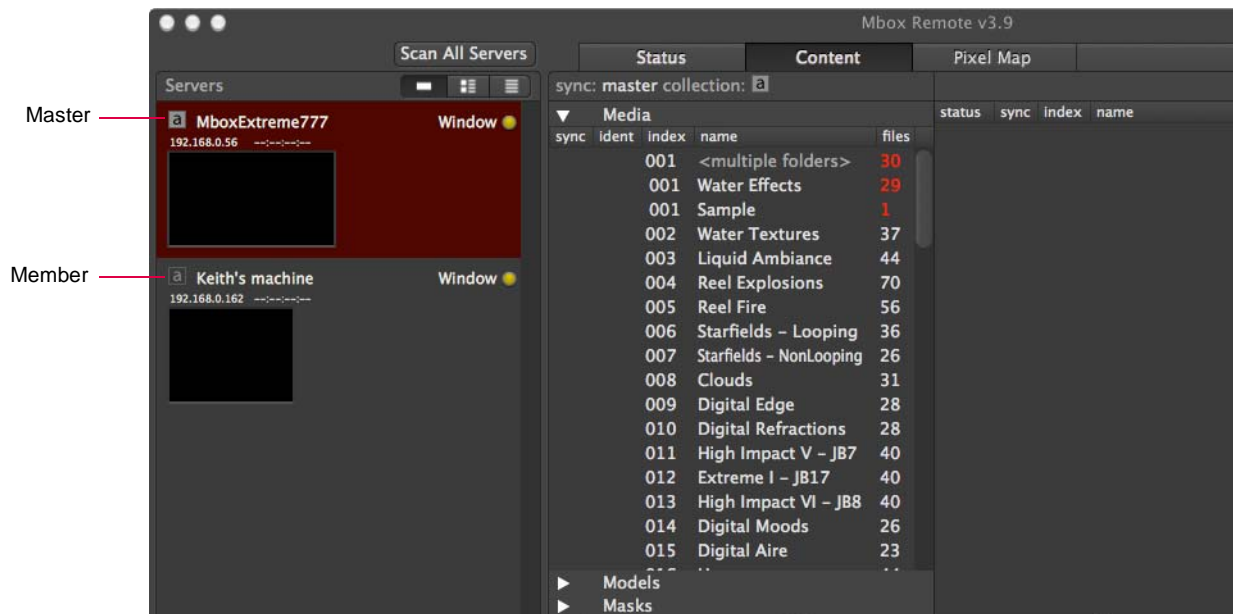 Mbox Remote v3.9
Scan All Servers
Status Content Pixel Map
Servers
sync: master collection: a
Master
a MboxExtreme777 Window
192.168.0.56 --:--:--:--
Member
a Keith's machine Window
192.168.0.162 --:--:--:--
Media
sync ident index name files
001 <multiple folders> 30
001 Water Effects 29
001 Sample 1
002 Water Textures 37
003 Liquid Ambiance 44
004 Reel Explosions 70
005 Reel Fire 56
006 Starfields - Looping 36
007 Starfields - NonLooping 26
008 Clouds 31
009 Digital Edge 28
010 Digital Refractions 28
011 High Impact V - JB7 40
012 Extreme I - JB17 40
013 High Impact VI - JB8 40
014 Digital Moods 26
015 Digital Aire 23
Models
Masks
status sync index name